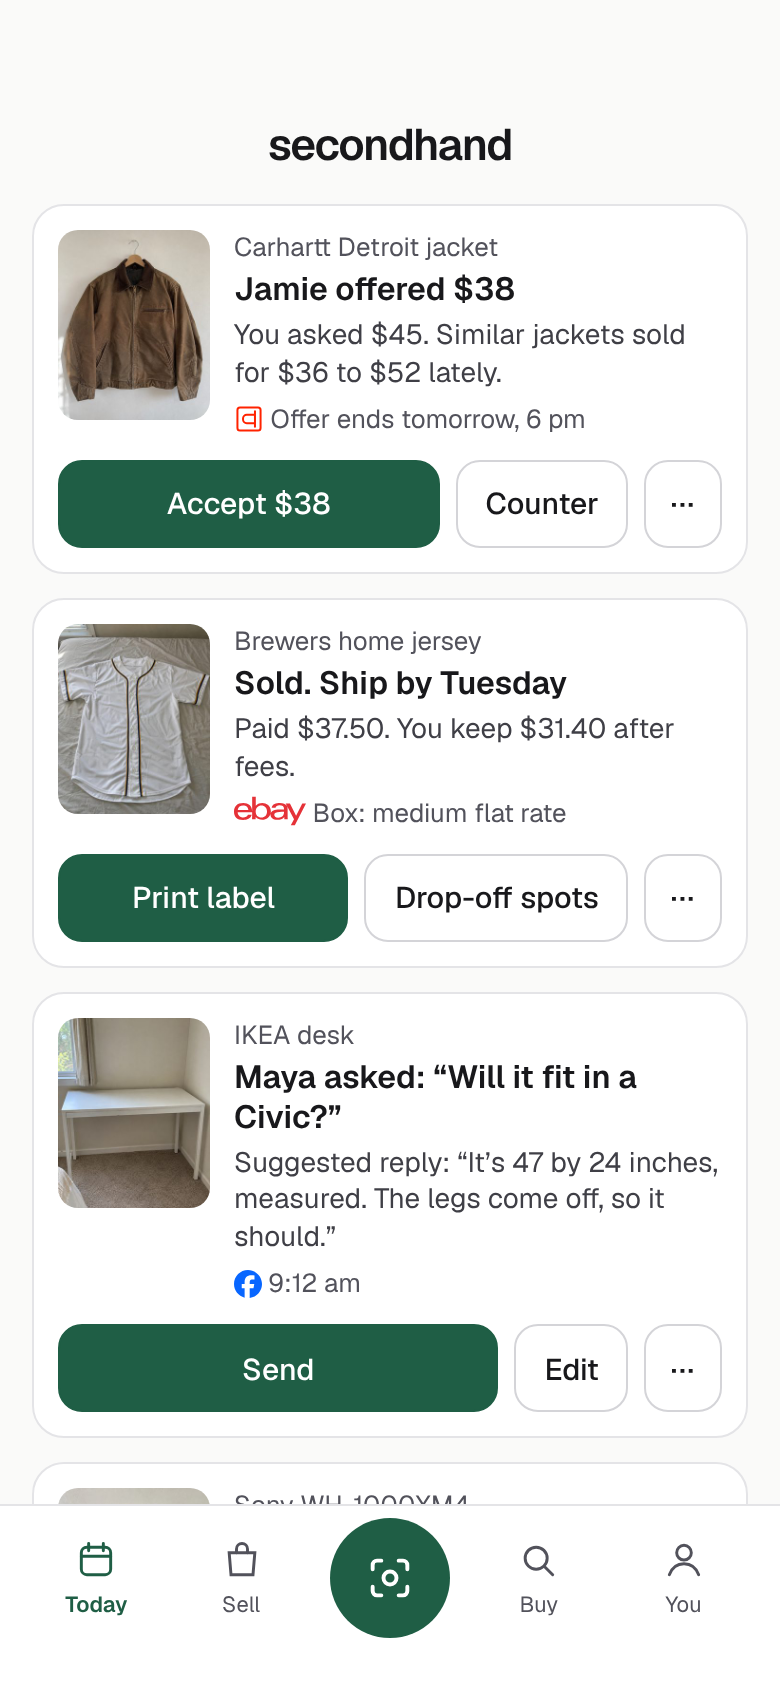 secondhand
Carhartt Detroit jacket
Jamie offered $38
You asked $45. Similar jackets sold
for $36 to $52 lately.
Offer ends tomorrow, 6 pm
Accept $38
Counter
...
Brewers home jersey
Sold. Ship by Tuesday
Paid $37.50. You keep $31.40 after
fees.
ebay Box: medium flat rate
Print label
Drop-off spots
...
IKEA desk
Maya asked: “Will it fit in a
Civic?”
Suggested reply: “It’s 47 by 24 inches,
measured. The legs come off, so it
should.”
9:12 am
Send
Edit
...
Sony WH-1000XM4
Today
Sell
Buy
You